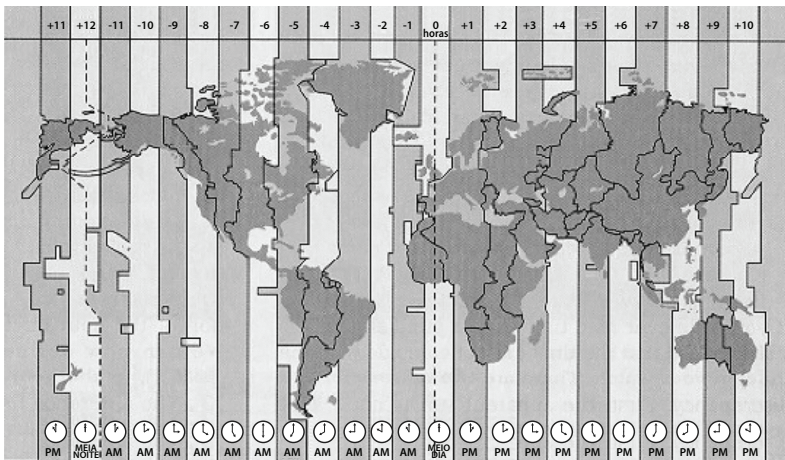 +11 +12 -11 -10 -9 -8 -7 -6 -5 -4 -3 -2 -1 0 +1 +2 +3 +4 +5 +6 +7 +8 +9 +10
horas
PM MEIA NOITE AM AM AM AM AM AM AM AM AM AM AM MEIO DIA PM PM PM PM PM PM PM PM PM PM